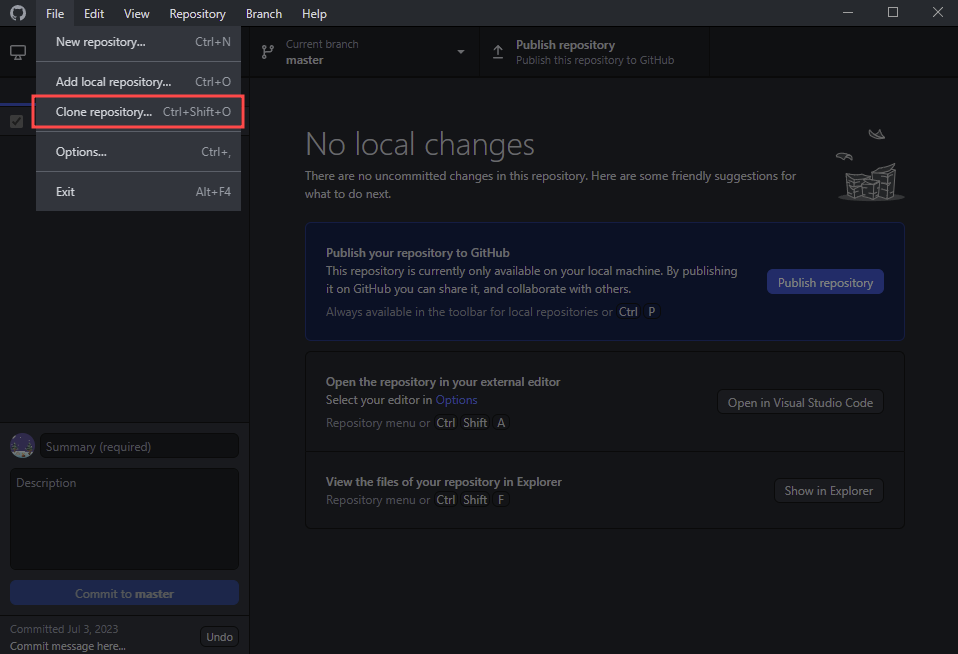 File Edit View Repository Branch Help
New repository... Ctrl+N
Add local repository... Ctrl+O
Clone repository... Ctrl+Shift+O
Options... Ctrl+,
Exit Alt+F4
Current branch
master
Publish repository
Publish this repository to GitHub
No local changes
There are no uncommitted changes in this repository. Here are some friendly suggestions for
what to do next.
Publish your repository to GitHub
This repository is currently only available on your local machine. By publishing
it on GitHub you can share it, and collaborate with others.
Always available in the toolbar for local repositories or Ctrl P
Publish repository
Open the repository in your external editor
Select your editor in Options
Repository menu or Ctrl Shift A
Open in Visual Studio Code
View the files of your repository in Explorer
Repository menu or Ctrl Shift F
Show in Explorer
Summary (required)
Description
Commit to master
Committed Jul 3, 2023
Commit message here...
Undo